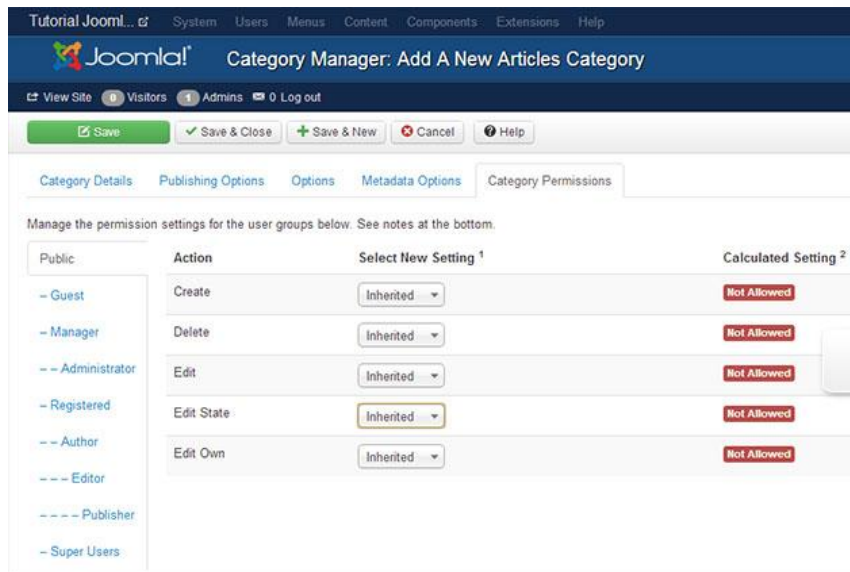 Tutorial Jooml... System Users Menus Content Components Extensions Help
Joomla! Category Manager: Add A New Articles Category
View Site 0 Visitors 1 Admins 0 Log out
Save Save & Close Save & New Cancel Help
Category Details Publishing Options Options Metadata Options Category Permissions
Manage the permission settings for the user groups below. See notes at the bottom.
Public Action Select New Setting 1 Calculated Setting 2
– Guest Create Inherited Not Allowed
– Manager Delete Inherited Not Allowed
– – Administrator Edit Inherited Not Allowed
– Registered Edit State Inherited Not Allowed
– – Author Edit Own Inherited Not Allowed
– – – Editor
– – – – Publisher
– Super Users